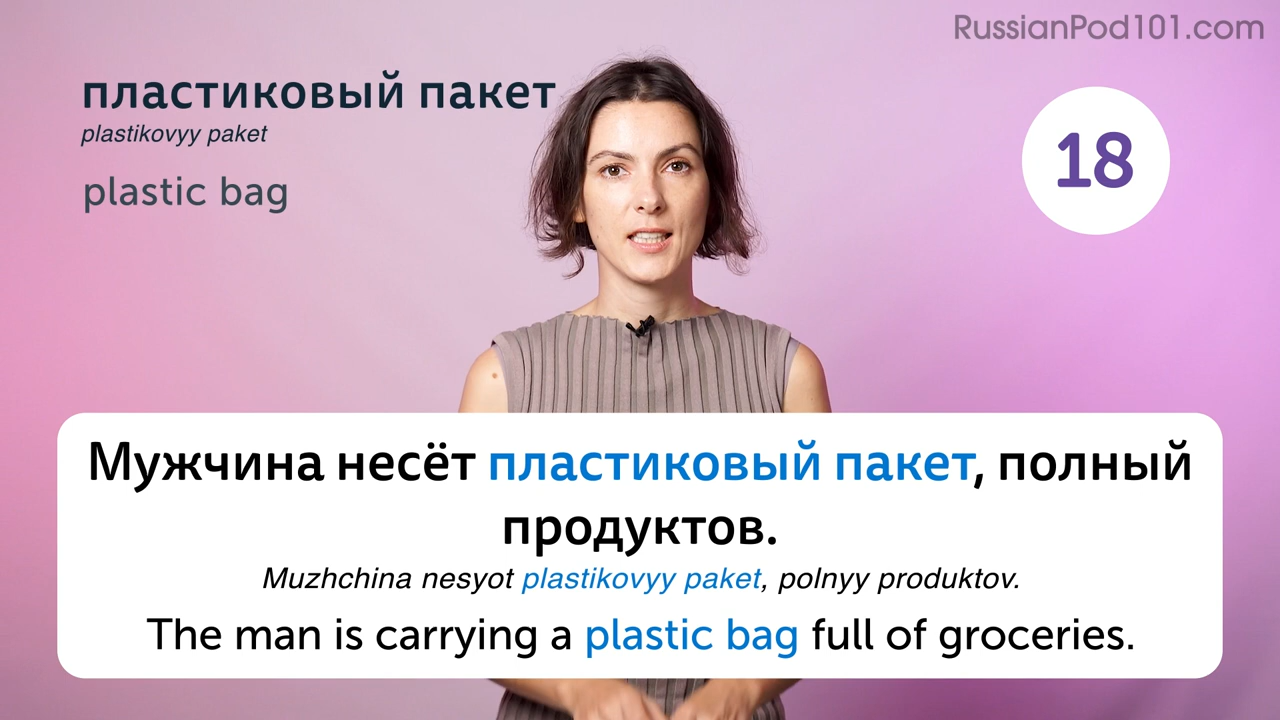 RussianPod101.com
пластиковый пакет
plastikovyy paket
plastic bag
18
Мужчина несёт пластиковый пакет, полный
продуктов.
Muzhchina nesyot plastikovyy paket, polnyy produktov.
The man is carrying a plastic bag full of groceries.